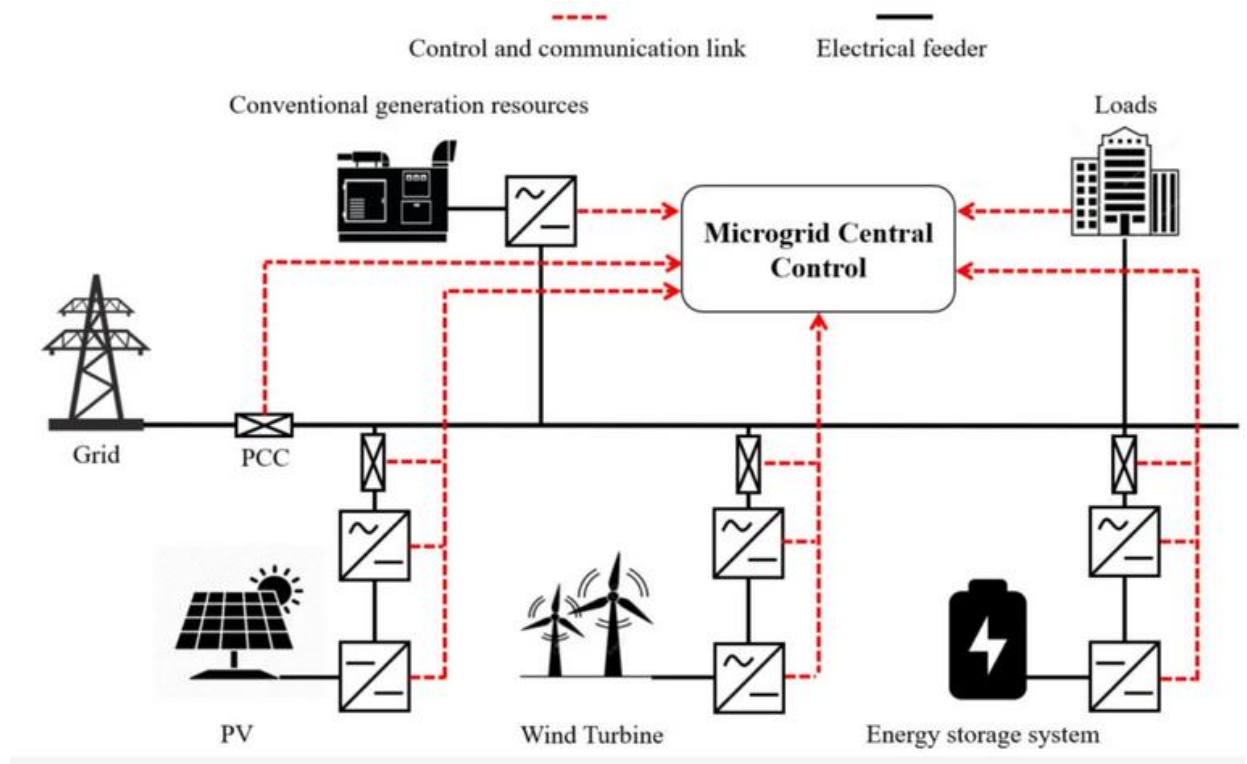 Control and communication link
Electrical feeder
Conventional generation resources
Loads
Microgrid Central
Control
Grid
PCC
PV
Wind Turbine
Energy storage system